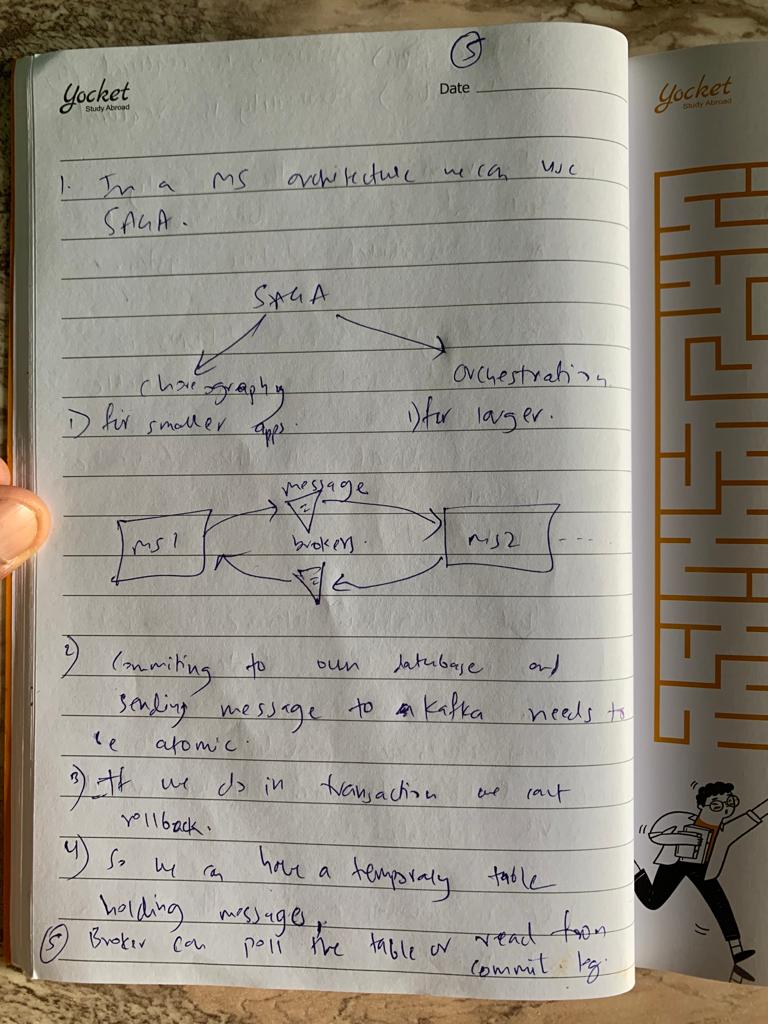 5
Yocket
Study Abroad
Date
Yocket
Study Abroad
1. In a MS architecture we can use
SAGA.
SAGA
choreography
orchestration
1) for smaller apps.
1) for larger.
message
MS1
brokers.
MS2
2) Commiting to own database and
sending message to Kafka needs to
be atomic.
3) If we do in transaction we cant
rollback.
4) So we can have a temporaly table
holding messages,
5 Broker can poll the table or read from
commit log.